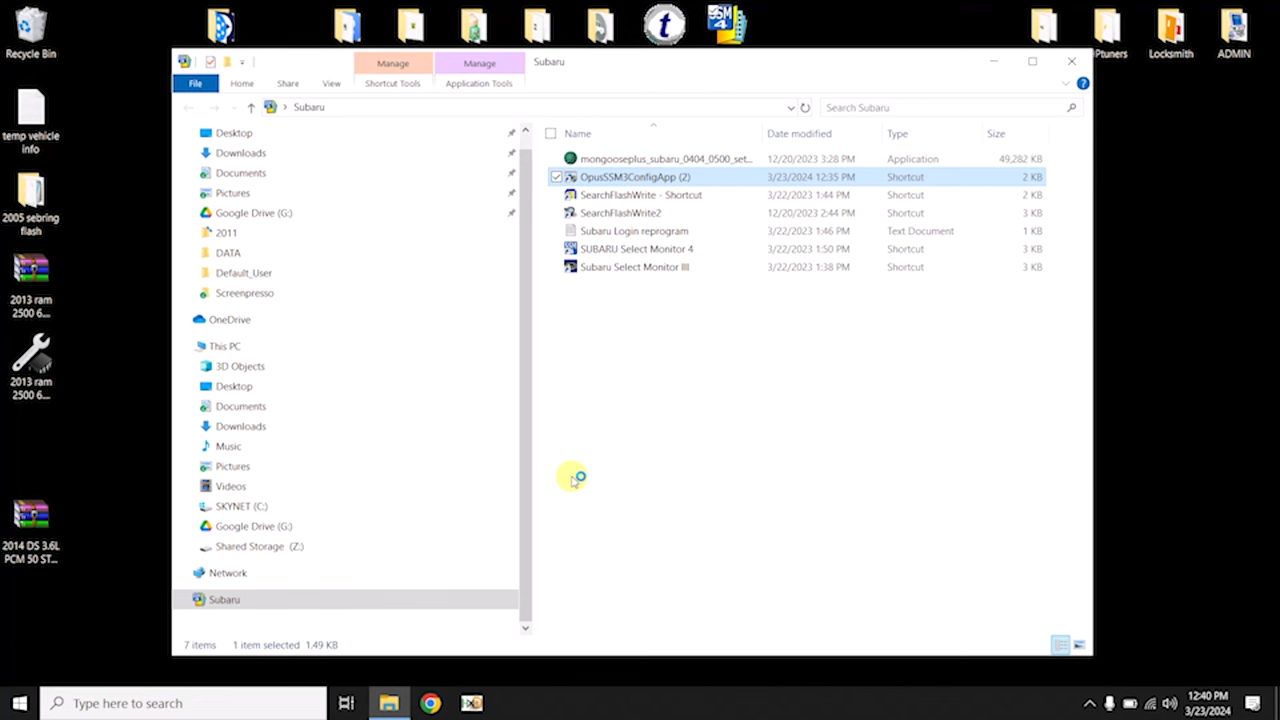 Recycle Bin
temp vehicle
info
2005 sebring
flash
2013 ram
2500 6....
2013 ram
2500 6....
2014 DS 3.6L
PCM 50 ST...
t
SSM
4
Ptuners
Locksmith
ADMIN
Manage
Manage
Subaru
File
Home
Share
View
Shortcut Tools
Application Tools
Subaru
Search Subaru
Desktop
Downloads
Documents
Pictures
Google Drive (G:)
2011
DATA
Default_User
Screenpresso
OneDrive
This PC
3D Objects
Desktop
Documents
Downloads
Music
Pictures
Videos
SKYNET (C:)
Google Drive (G:)
Shared Storage (Z:)
Network
Subaru
Name Date modified Type Size
mongooseplus_subaru_0404_0500_set... 12/20/2023 3:28 PM Application 49,282 KB
OpusSSM3ConfigApp (2) 3/23/2024 12:35 PM Shortcut 2 KB
SearchFlashWrite - Shortcut 3/22/2023 1:44 PM Shortcut 2 KB
SearchFlashWrite2 12/20/2023 2:44 PM Shortcut 3 KB
Subaru Login reprogram 3/22/2023 1:46 PM Text Document 1 KB
SUBARU Select Monitor 4 3/22/2023 1:50 PM Shortcut 3 KB
Subaru Select Monitor III 3/22/2023 1:38 PM Shortcut 3 KB
7 items 1 item selected 1.49 KB
Type here to search
12:40 PM
3/23/2024